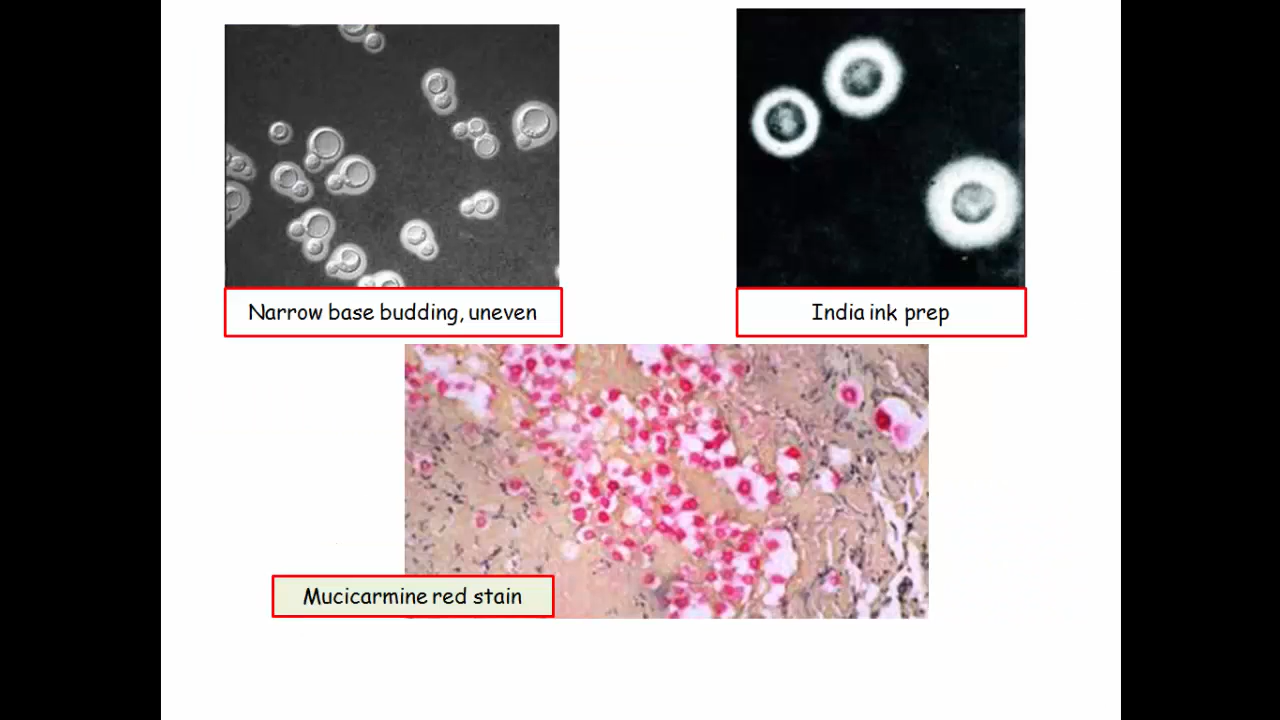 Narrow base budding, uneven
India ink prep
Mucicarmine red stain